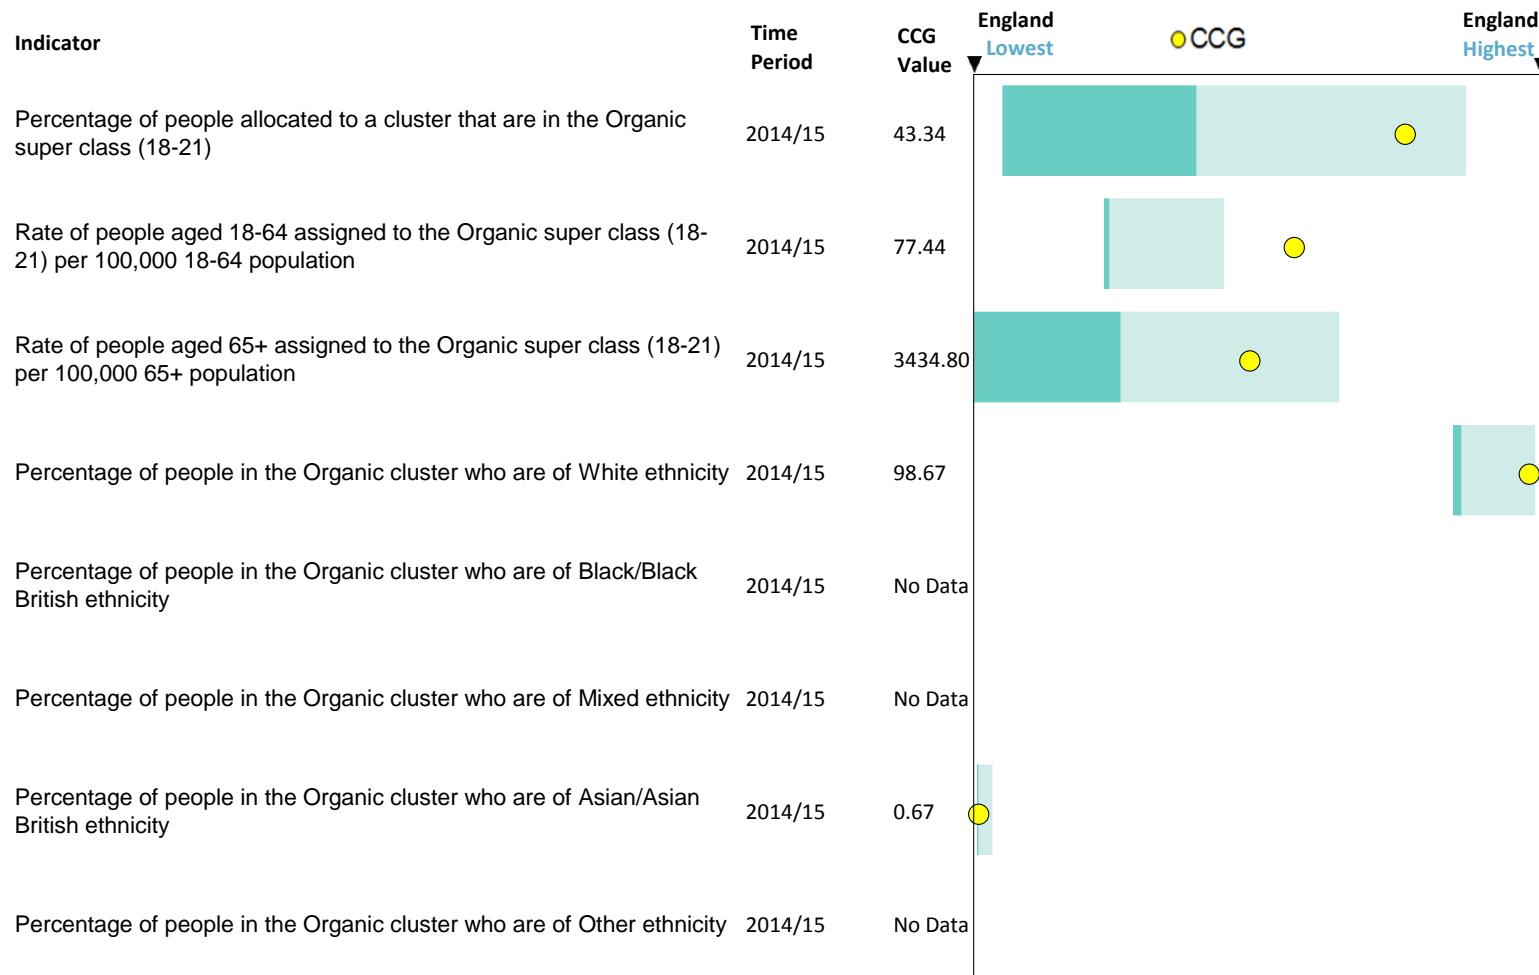 Indicator
Time
Period
CCG
Value
England
Lowest
CCG
England
Highest
Percentage of people allocated to a cluster that are in the Organic
super class (18-21)
2014/15
43.34
Rate of people aged 18-64 assigned to the Organic super class (18-
21) per 100,000 18-64 population
2014/15
77.44
Rate of people aged 65+ assigned to the Organic super class (18-21)
per 100,000 65+ population
2014/15
3434.80
Percentage of people in the Organic cluster who are of White ethnicity
2014/15
98.67
Percentage of people in the Organic cluster who are of Black/Black
British ethnicity
2014/15
No Data
Percentage of people in the Organic cluster who are of Mixed ethnicity
2014/15
No Data
Percentage of people in the Organic cluster who are of Asian/Asian
British ethnicity
2014/15
0.67
Percentage of people in the Organic cluster who are of Other ethnicity
2014/15
No Data